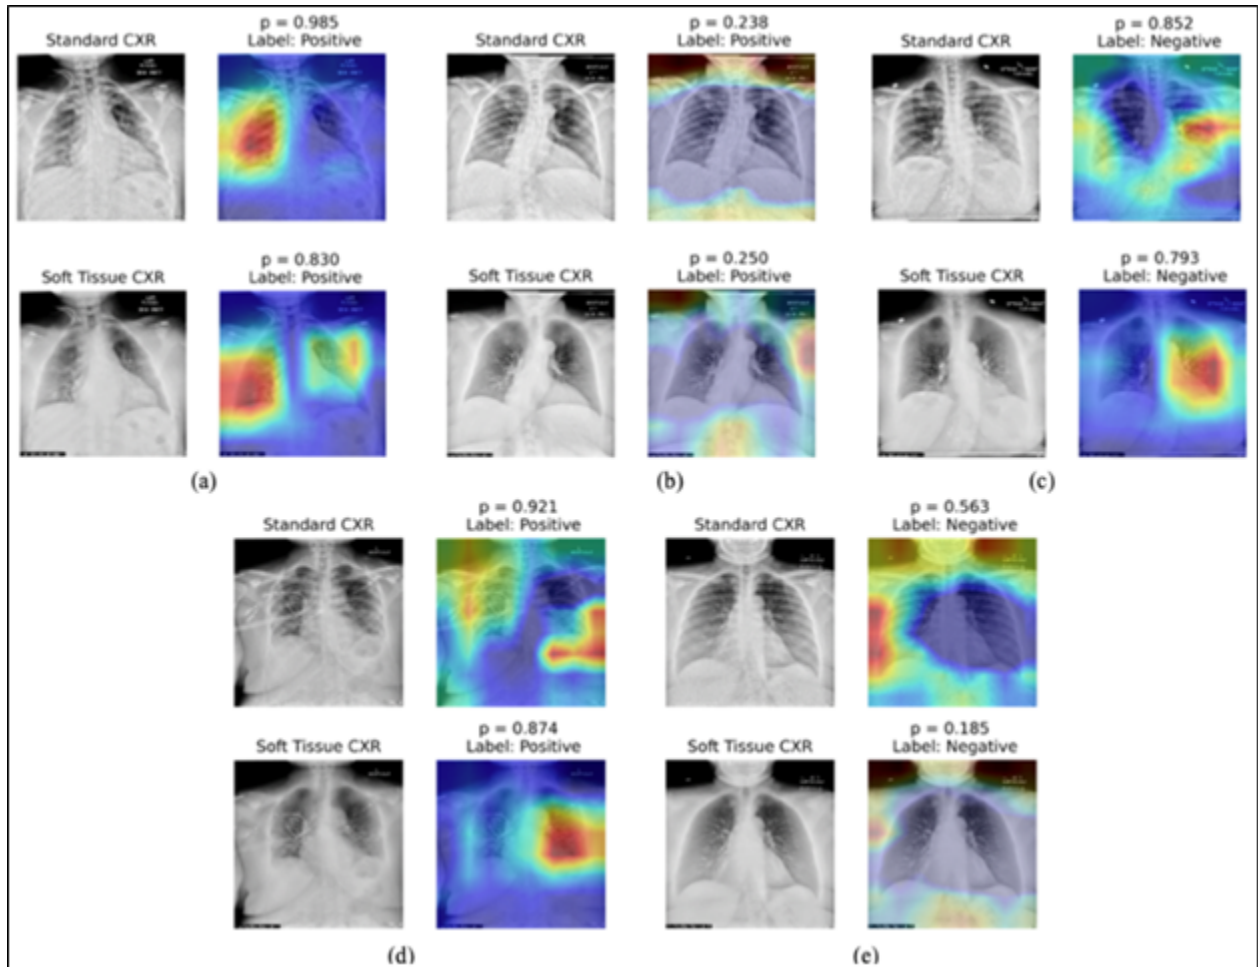 p = 0.985
Standard CXR
Label: Positive
p = 0.238
Standard CXR
Label: Positive
p = 0.852
Standard CXR
Label: Negative
p = 0.830
Soft Tissue CXR
Label: Positive
p = 0.250
Soft Tissue CXR
Label: Positive
p = 0.793
Soft Tissue CXR
Label: Negative
(a)
(b)
(c)
p = 0.921
Standard CXR
Label: Positive
p = 0.563
Standard CXR
Label: Negative
p = 0.874
Soft Tissue CXR
Label: Positive
p = 0.185
Soft Tissue CXR
Label: Negative
(d)
(e)